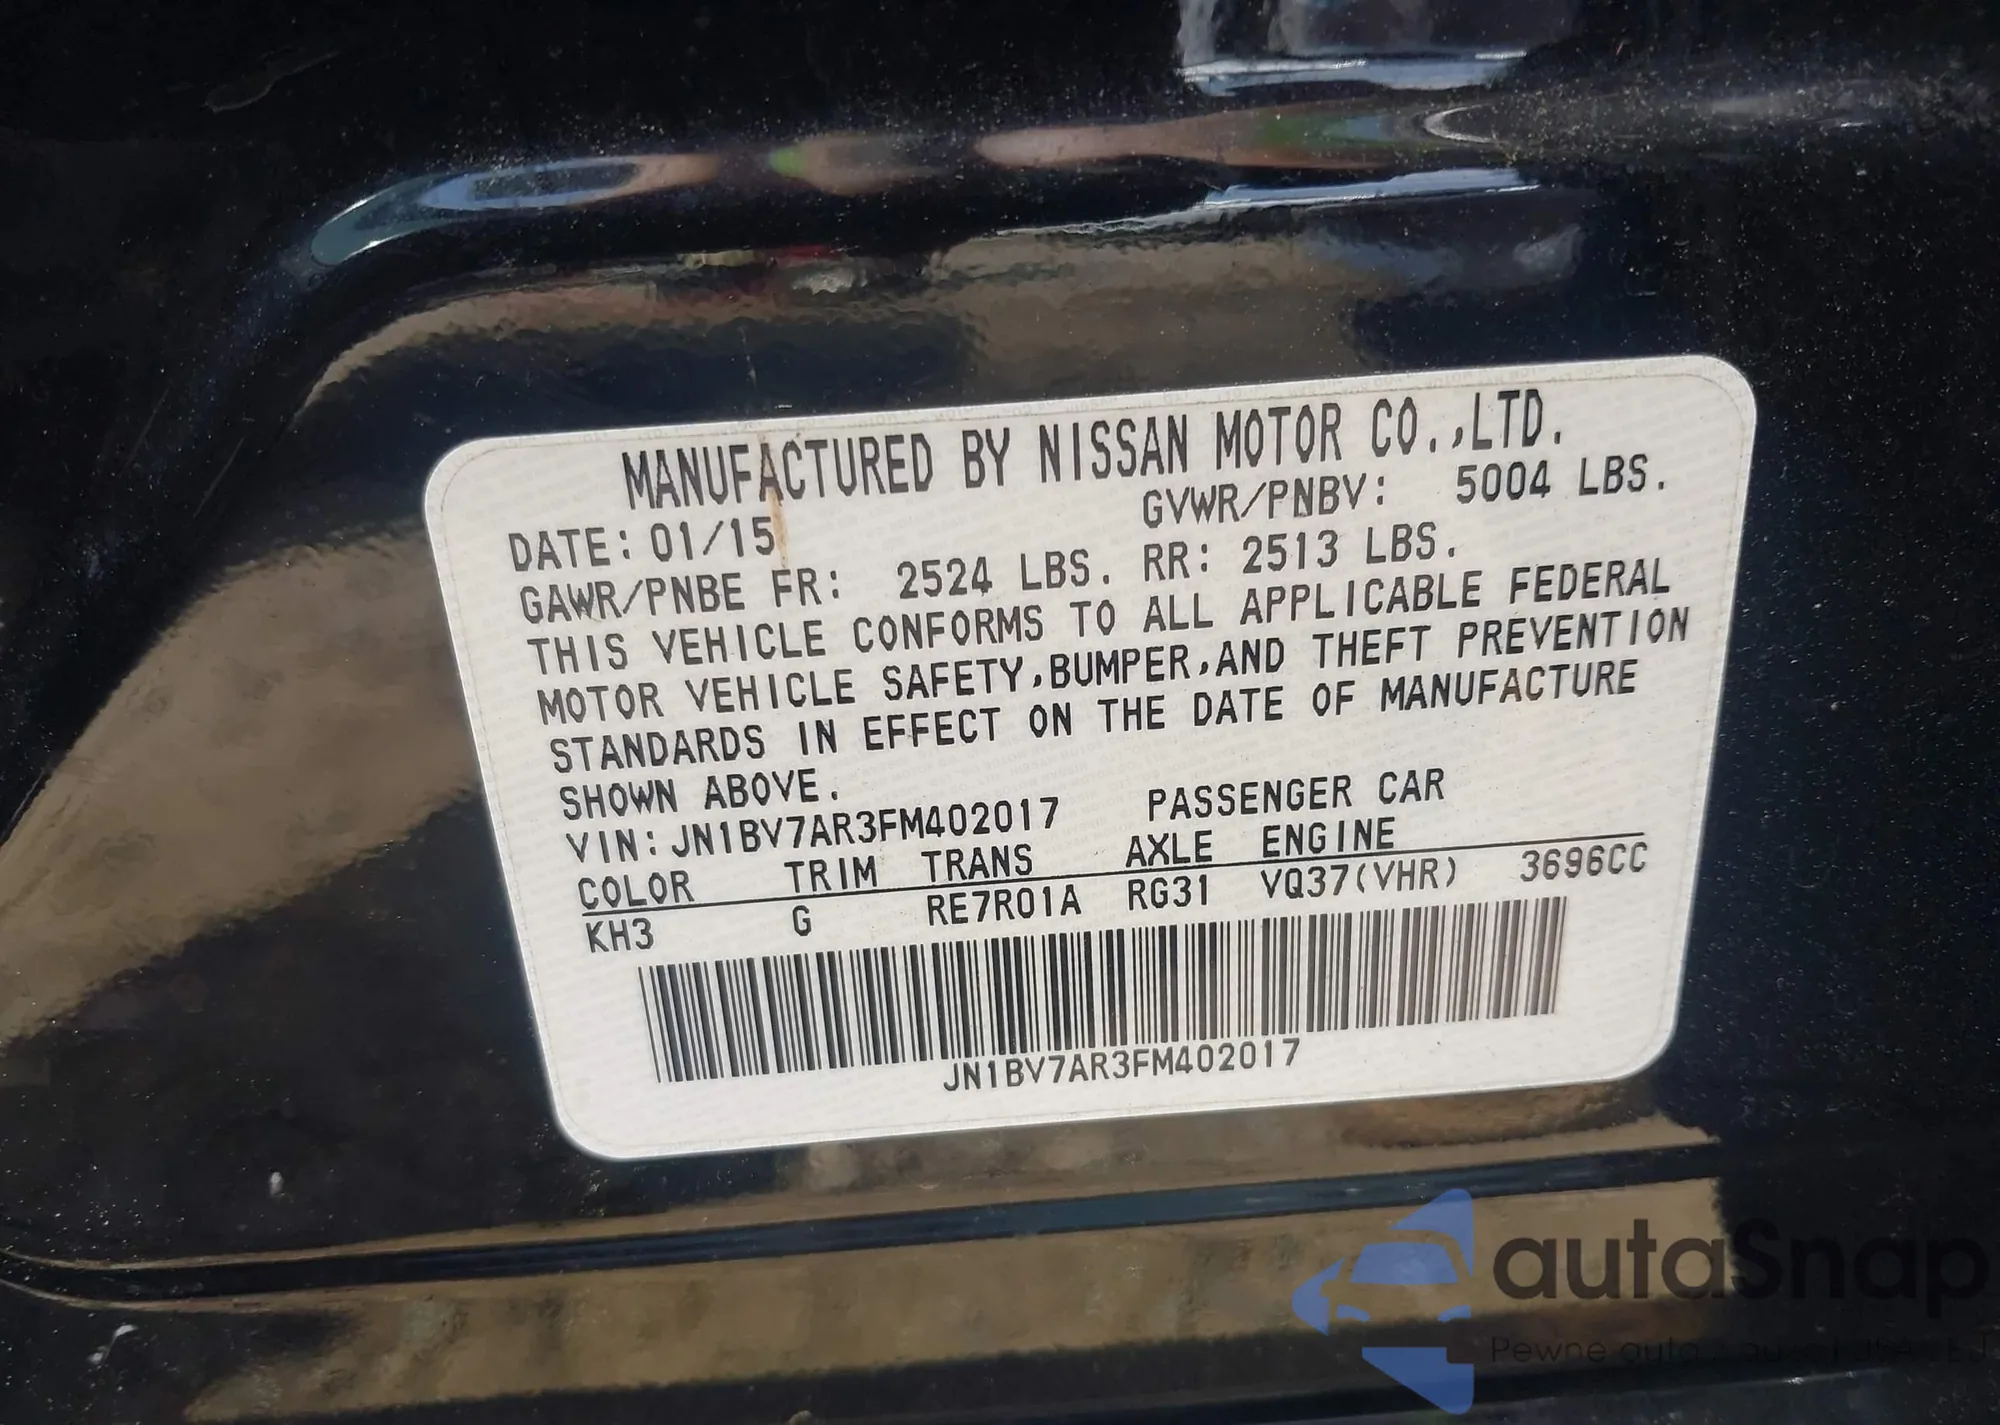 MANUFACTURED BY NISSAN MOTOR CO.,LTD.
DATE: 01/15 GVWR/PNBV: 5004 LBS.
GAWR/PNBE FR: 2524 LBS. RR: 2513 LBS.
THIS VEHICLE CONFORMS TO ALL APPLICABLE FEDERAL
MOTOR VEHICLE SAFETY,BUMPER,AND THEFT PREVENTION
STANDARDS IN EFFECT ON THE DATE OF MANUFACTURE
SHOWN ABOVE.
VIN: JN1BV7AR3FM402017 PASSENGER CAR
COLOR TRIM TRANS AXLE ENGINE
KH3 G RE7R01A RG31 VQ37(VHR) 3696CC
JN1BV7AR3FM402017
autaSnap
Pewne auto